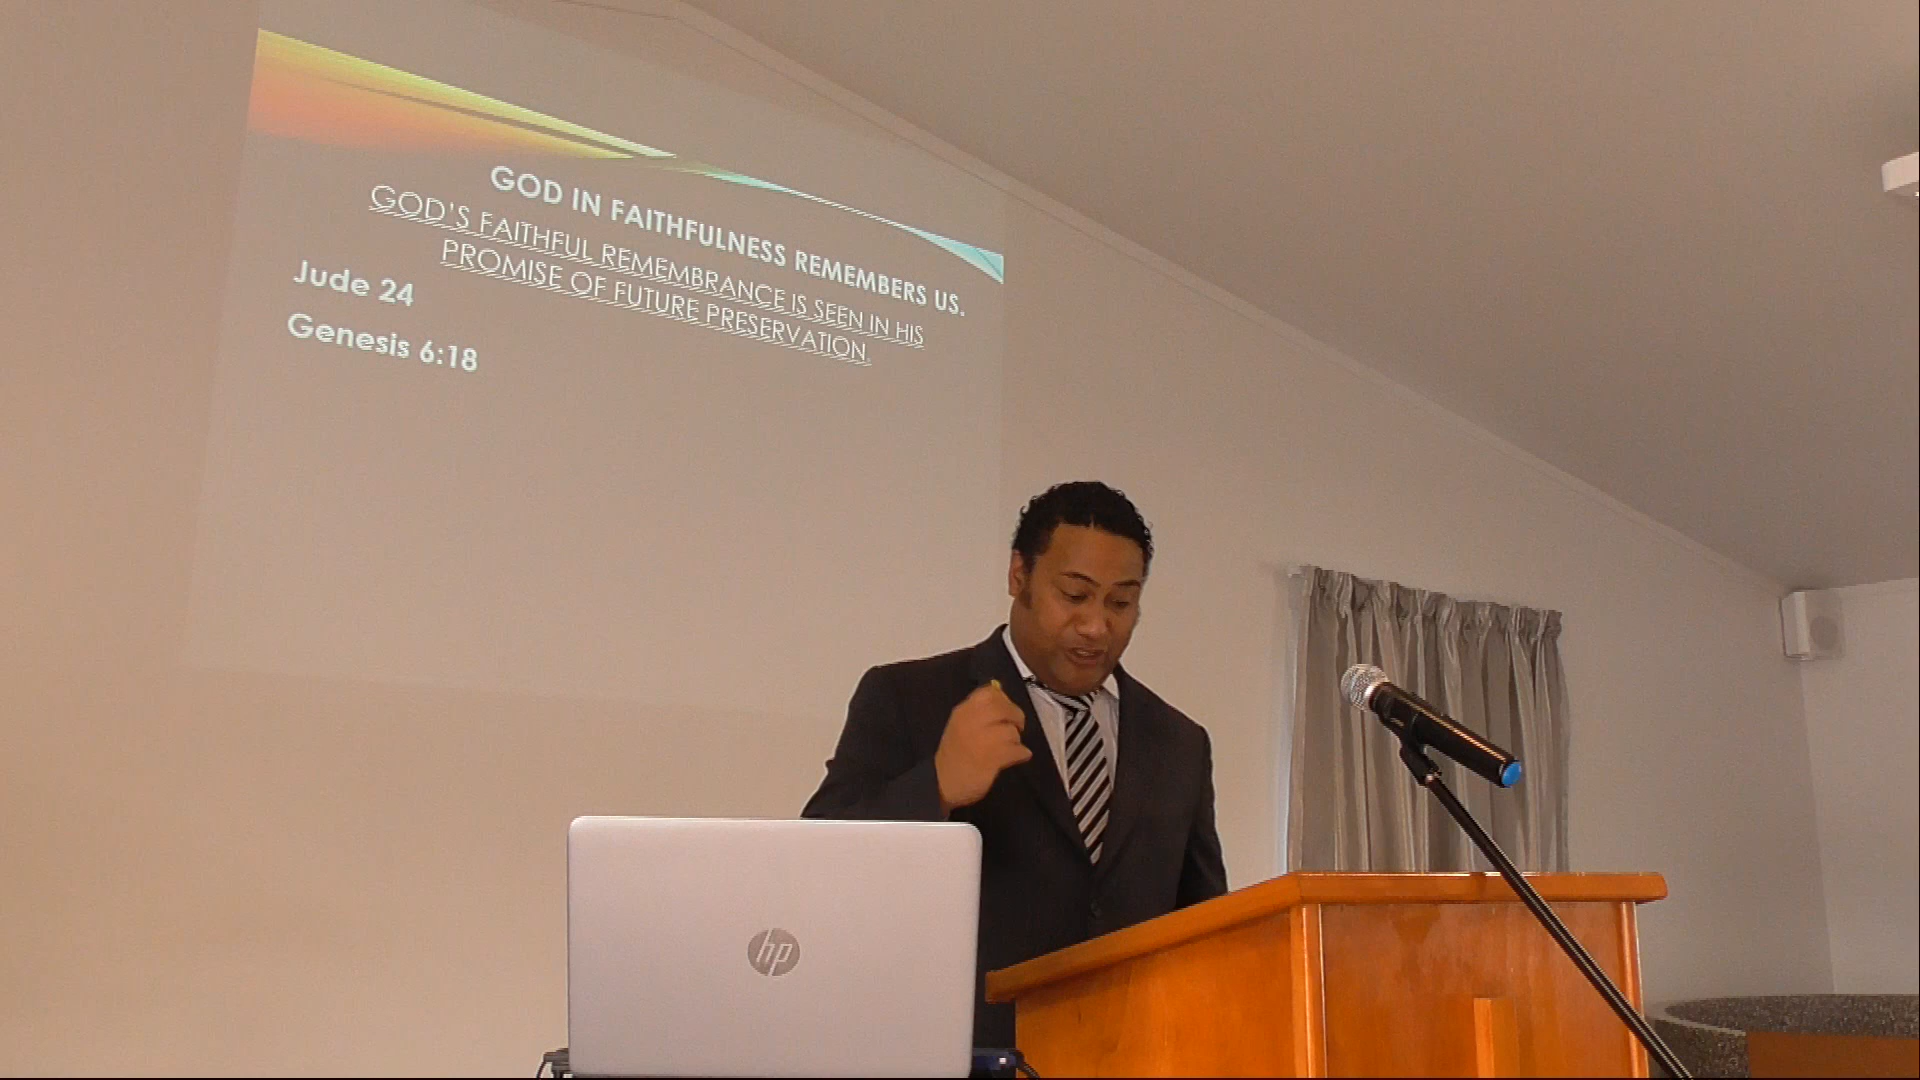 GOD IN FAITHFULNESS REMEMBERS US.
GOD'S FAITHFUL REMEMBRANCE IS SEEN IN HIS
PROMISE OF FUTURE PRESERVATION.
Jude 24
Genesis 6:18
hp